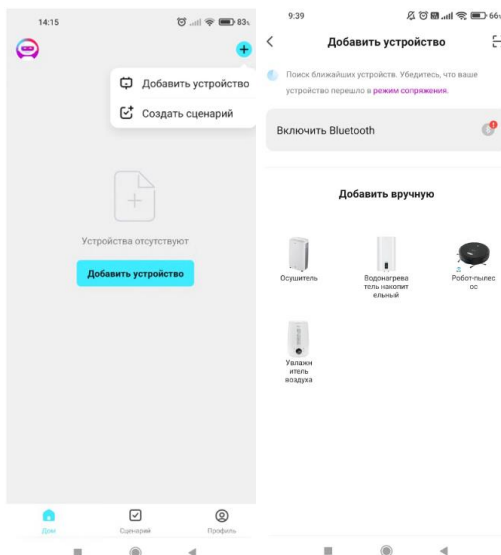 14:15
83%
Добавить устройство
Создать сценарий
Устройства отсутствуют
Добавить устройство
Дом
Сценарий
Профиль
9:39
66%
Добавить устройство
Поиск ближайших устройств. Убедитесь, что ваше
устройство перешло в режим сопряжения.
Включить Bluetooth
Добавить вручную
Осушитель
Водонагрева
тель накопит
ельный
Робот-пылес
ос
Увлажн
итель
воздуха